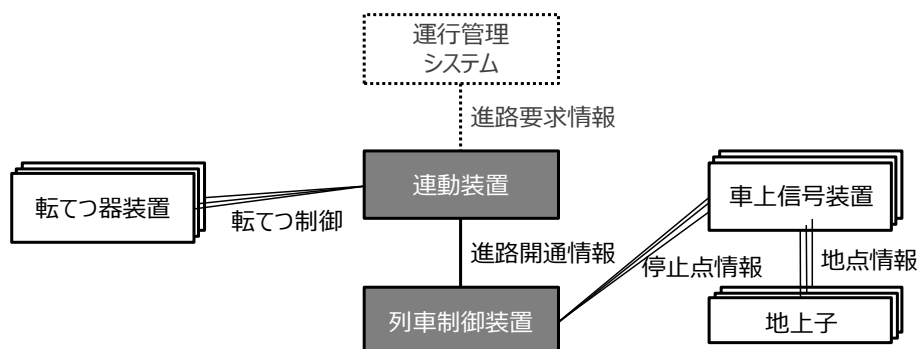 運行管理
システム
進路要求情報
連動装置
転てつ器装置
転てつ制御
車上信号装置
進路開通情報
停止点情報
地点情報
列車制御装置
地上子